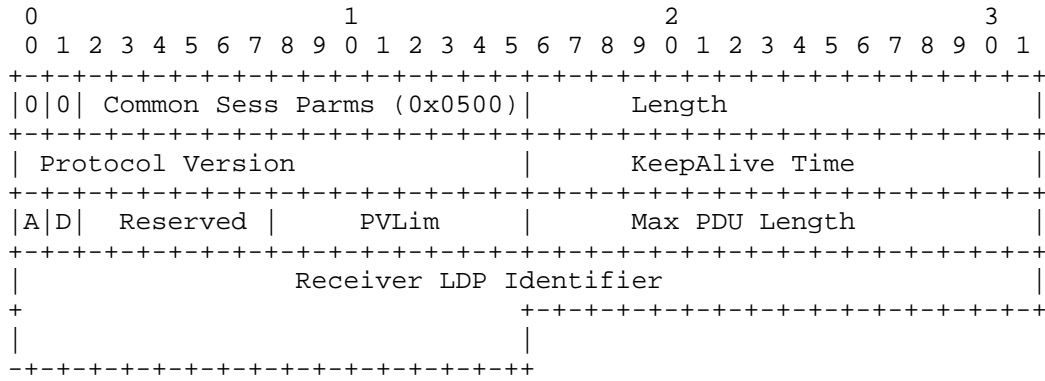 0                   1                   2                   3
 0 1 2 3 4 5 6 7 8 9 0 1 2 3 4 5 6 7 8 9 0 1 2 3 4 5 6 7 8 9 0 1
+-+-+-+-+-+-+-+-+-+-+-+-+-+-+-+-+-+-+-+-+-+-+-+-+-+-+-+-+-+-+-+-+
|0|0| Common Sess Parms (0x0500)|      Length                   |
+-+-+-+-+-+-+-+-+-+-+-+-+-+-+-+-+-+-+-+-+-+-+-+-+-+-+-+-+-+-+-+-+
| Protocol Version              |      KeepAlive Time           |
+-+-+-+-+-+-+-+-+-+-+-+-+-+-+-+-+-+-+-+-+-+-+-+-+-+-+-+-+-+-+-+-+
|A|D|  Reserved |     PVLim     |      Max PDU Length           |
+-+-+-+-+-+-+-+-+-+-+-+-+-+-+-+-+-+-+-+-+-+-+-+-+-+-+-+-+-+-+-+-+
|                 Receiver LDP Identifier                       |
+                               +-+-+-+-+-+-+-+-+-+-+-+-+-+-+-+-+
|                               |
-+-+-+-+-+-+-+-+-+-+-+-+-+-+-+-++